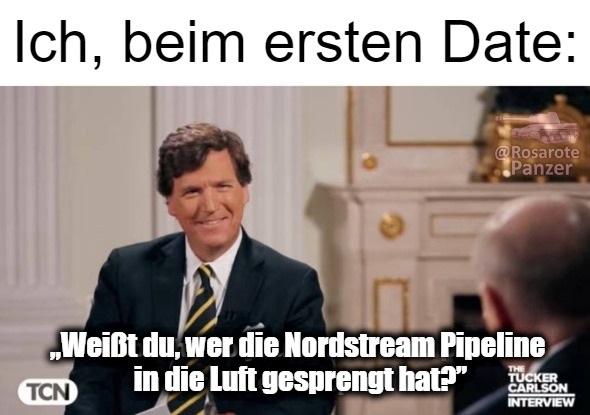 Ich, beim ersten Date:
@Rosarote
Panzer
„Weißt du, wer die Nordstream Pipeline
in die Luft gesprengt hat?”
TCN
THE
TUCKER
CARLSON
INTERVIEW